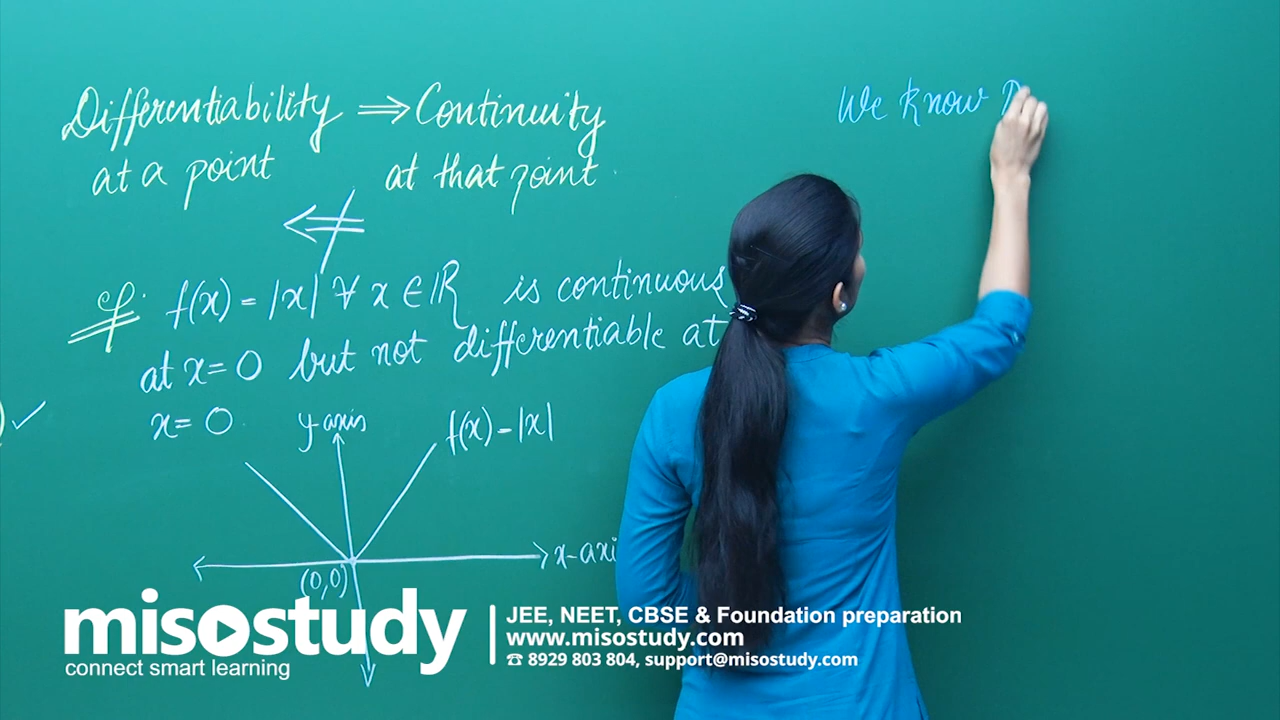 Differentiability ⇒ Continuity
at a point at that point
⇍
f(x) = |x| ∀ x ∈ ℝ is continuous
at x = 0 but not differentiable at
x = 0
y-axis
f(x) = |x|
x-axi
(0,0)
We know
misostudy
connect smart learning
JEE, NEET, CBSE & Foundation preparation
www.misostudy.com
☎ 8929 803 804, support@misostudy.com